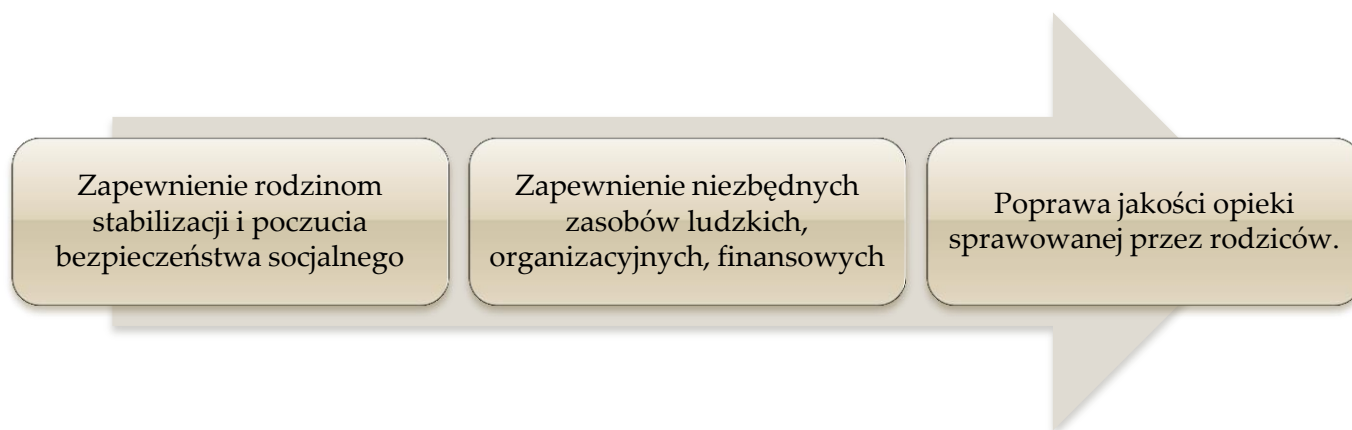 Zapewnienie rodzinom
stabilizacji i poczucia
bezpieczeństwa socjalnego
Zapewnienie niezbędnych
zasobów ludzkich,
organizacyjnych, finansowych
Poprawa jakości opieki
sprawowanej przez rodziców.